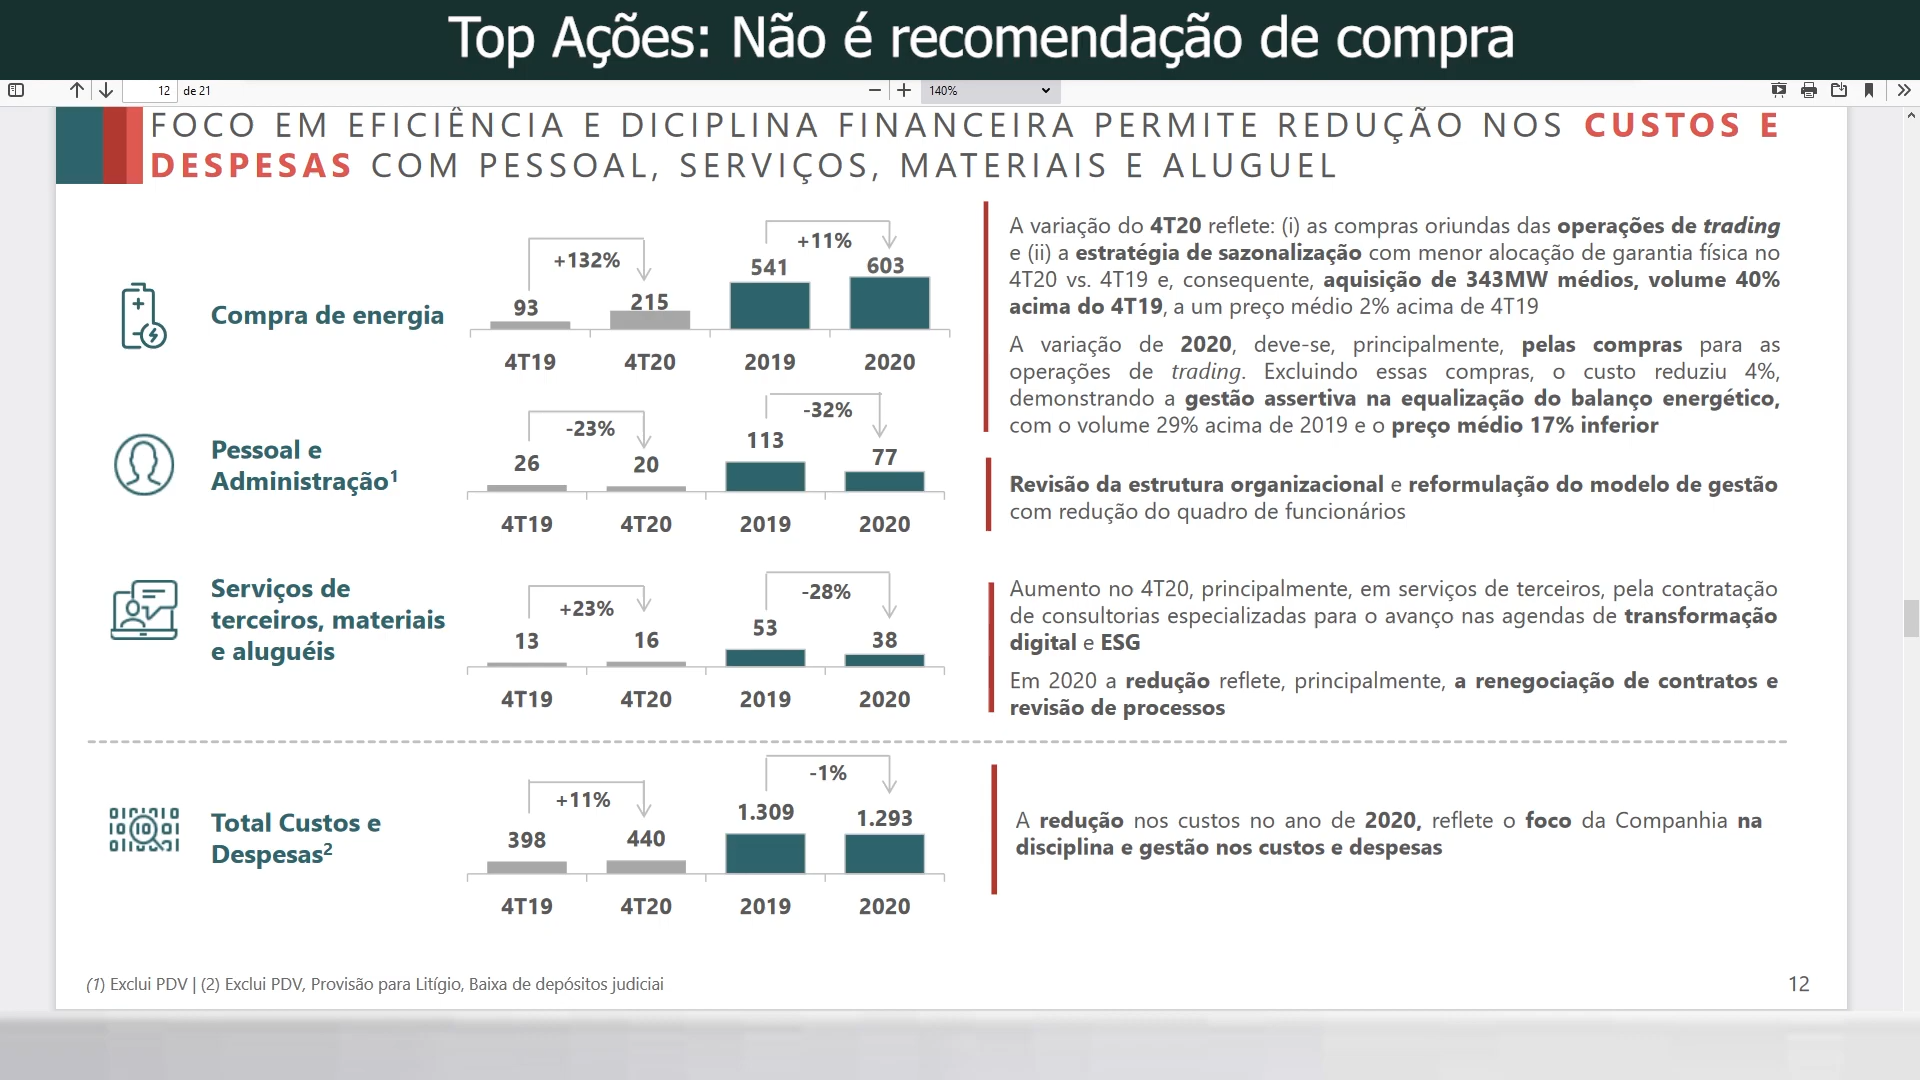 Top Ações: Não é recomendação de compra
12 de 21
140%
FOCO EM EFICIÊNCIA E DICIPLINA FINANCEIRA PERMITE REDUÇÃO NOS CUSTOS E
DESPESAS COM PESSOAL, SERVIÇOS, MATERIAIS E ALUGUEL
Compra de energia
+132%
93
215
4T19
4T20
+11%
541
603
2019
2020
A variação do 4T20 reflete: (i) as compras oriundas das operações de trading
e (ii) a estratégia de sazonalização com menor alocação de garantia física no
4T20 vs. 4T19 e, consequente, aquisição de 343MW médios, volume 40%
acima do 4T19, a um preço médio 2% acima de 4T19
A variação de 2020, deve-se, principalmente, pelas compras para as
operações de trading. Excluindo essas compras, o custo reduziu 4%,
demonstrando a gestão assertiva na equalização do balanço energético,
com o volume 29% acima de 2019 e o preço médio 17% inferior
Pessoal e
Administração1
-23%
26
20
4T19
4T20
-32%
113
77
2019
2020
Revisão da estrutura organizacional e reformulação do modelo de gestão
com redução do quadro de funcionários
Serviços de
terceiros, materiais
e aluguéis
+23%
13
16
4T19
4T20
-28%
53
38
2019
2020
Aumento no 4T20, principalmente, em serviços de terceiros, pela contratação
de consultorias especializadas para o avanço nas agendas de transformação
digital e ESG
Em 2020 a redução reflete, principalmente, a renegociação de contratos e
revisão de processos
Total Custos e
Despesas2
+11%
398
440
4T19
4T20
-1%
1.309
1.293
2019
2020
A redução nos custos no ano de 2020, reflete o foco da Companhia na
disciplina e gestão nos custos e despesas
(1) Exclui PDV | (2) Exclui PDV, Provisão para Litígio, Baixa de depósitos judiciai
12